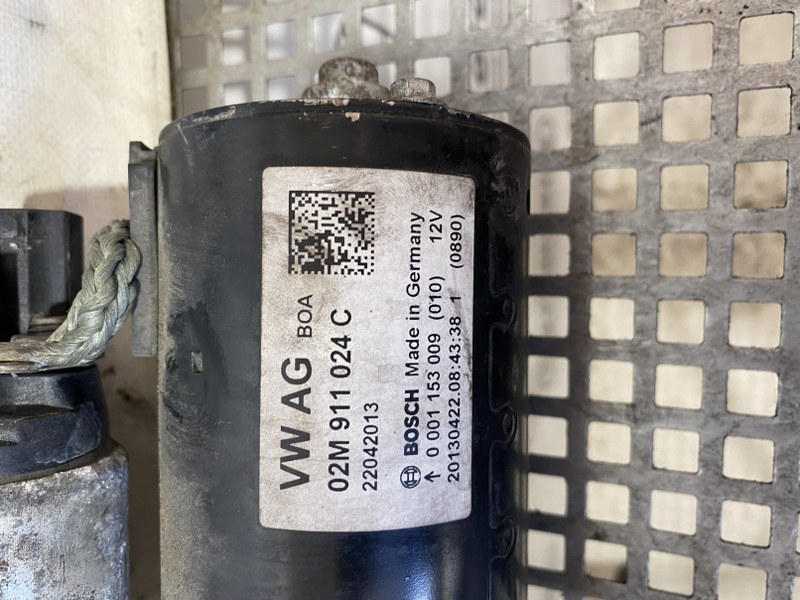 VW AG BOA
02M 911 024 C
22042013
BOSCH Made in Germany
↑ 0 001 153 009 (010) 12V
20130422.08:43:38 1 (0890)